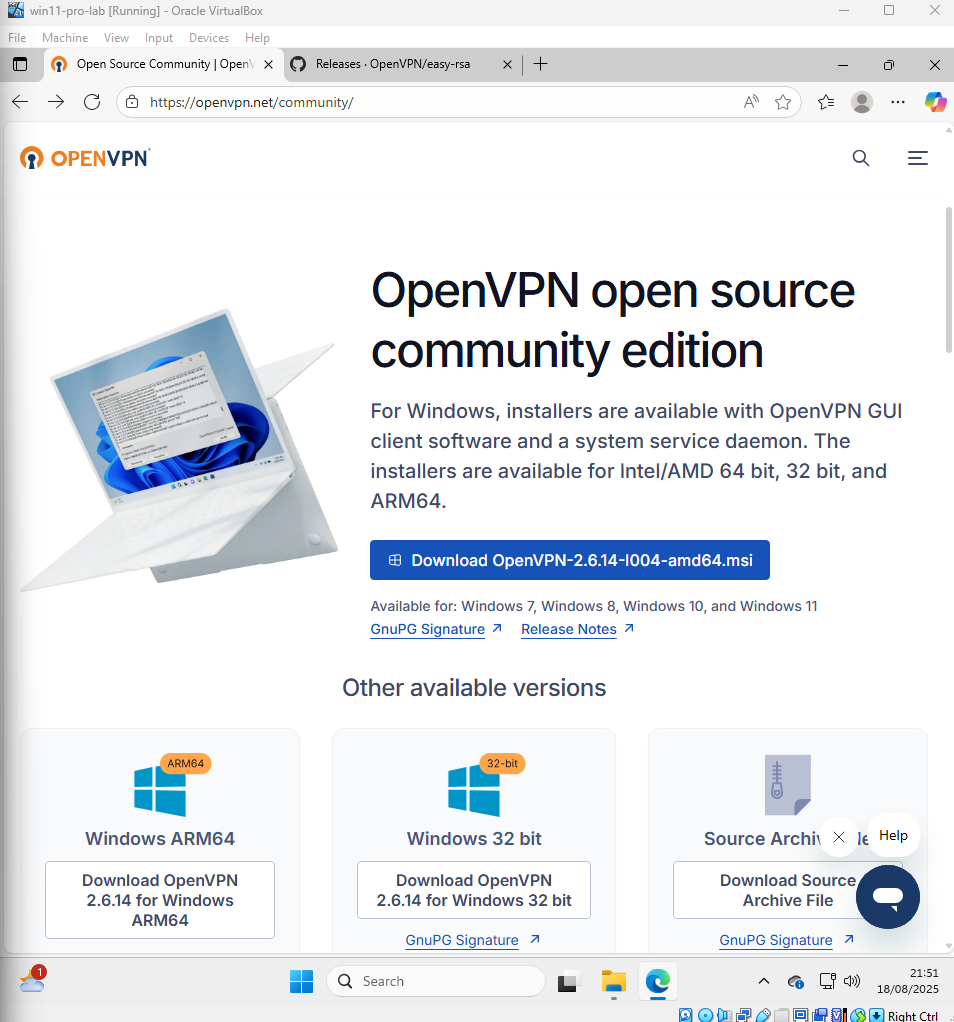 win11-pro-lab [Running] - Oracle VirtualBox
File Machine View Input Devices Help
Open Source Community | OpenV
Releases · OpenVPN/easy-rsa
https://openvpn.net/community/
OPENVPN
OpenVPN open source
community edition
For Windows, installers are available with OpenVPN GUI
client software and a system service daemon. The
installers are available for Intel/AMD 64 bit, 32 bit, and
ARM64.
Download OpenVPN-2.6.14-I004-amd64.msi
Available for: Windows 7, Windows 8, Windows 10, and Windows 11
GnuPG Signature Release Notes
Other available versions
ARM64
Windows ARM64
Download OpenVPN
2.6.14 for Windows
ARM64
32-bit
Windows 32 bit
Download OpenVPN
2.6.14 for Windows 32 bit
GnuPG Signature
Source Archi le
Download Source
Archive File
GnuPG Signature
Help
1
Search
21:51
18/08/2025
Right Ctrl